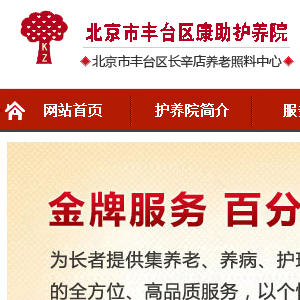 KZ
北京市丰台区康助护养院
◆北京市丰台区长辛店养老照料中心◆
网站首页 护养院简介 服
金牌服务 百分
为长者提供集养老、养病、护
的全方位、高品质服务，以个